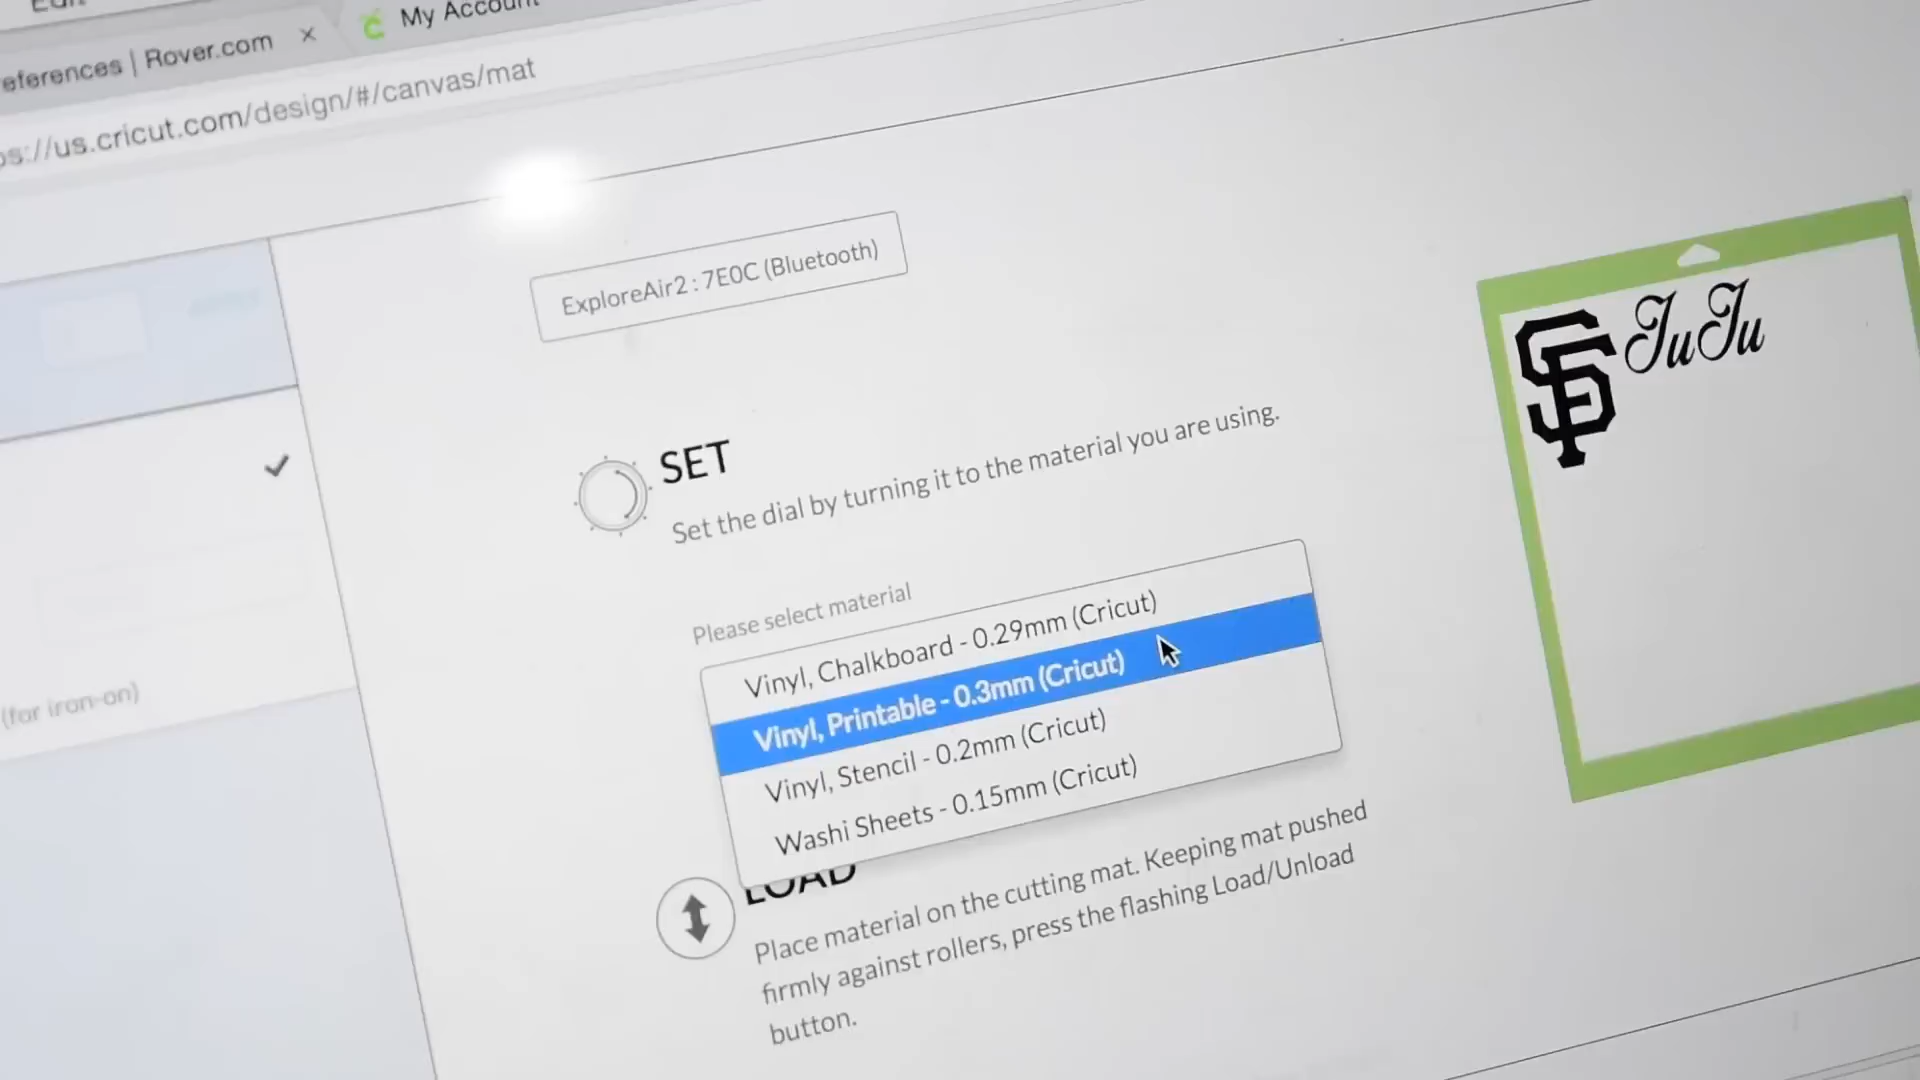 eferences | Rover.com
My Account
ps://us.cricut.com/design/#/canvas/mat
ExploreAir2 : 7E0C (Bluetooth)
SET
Set the dial by turning it to the material you are using.
Please select material
Vinyl, Chalkboard - 0.29mm (Cricut)
Vinyl, Printable - 0.3mm (Cricut)
Vinyl, Stencil - 0.2mm (Cricut)
Washi Sheets - 0.15mm (Cricut)
(for iron-on)
LOAD
Place material on the cutting mat. Keeping mat pushed
firmly against rollers, press the flashing Load/Unload
button.
SF
JuJu